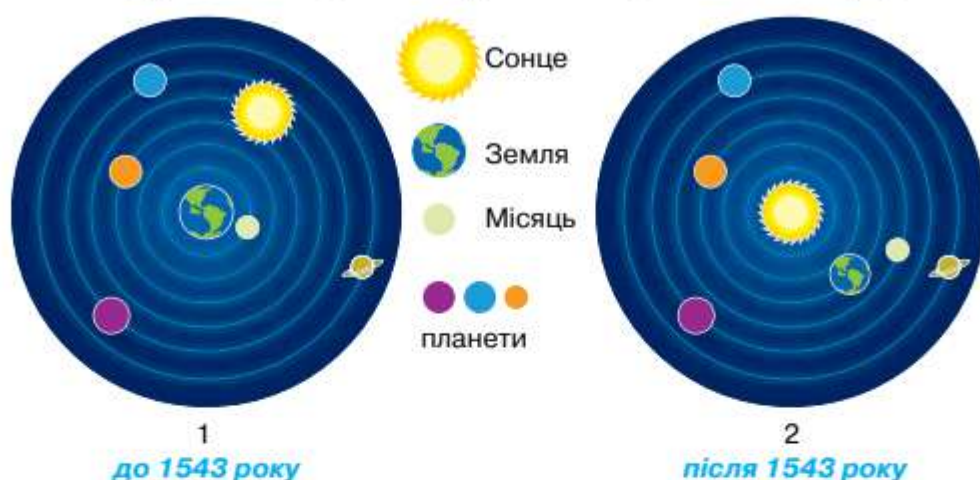 Сонце
Земля
Місяць
планети
1
до 1543 року
2
після 1543 року